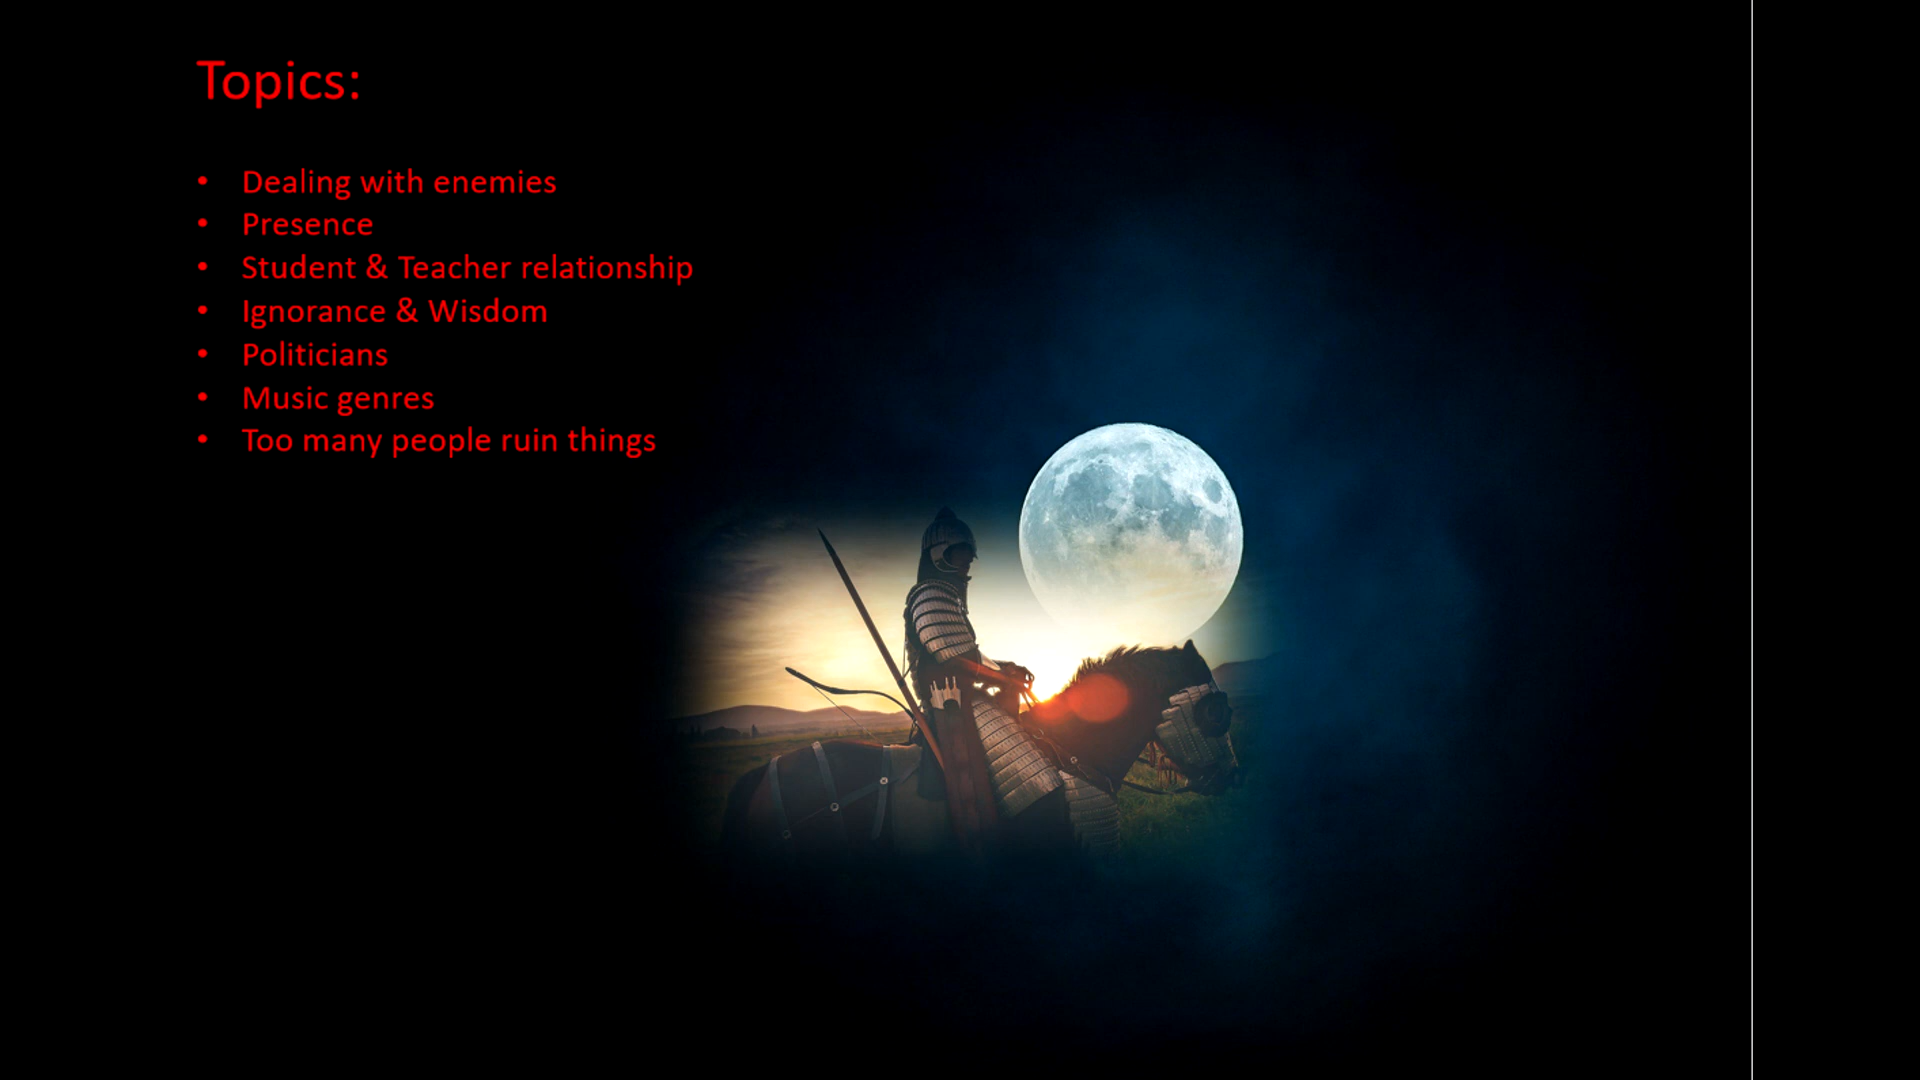 Topics:
• Dealing with enemies
• Presence
• Student & Teacher relationship
• Ignorance & Wisdom
• Politicians
• Music genres
• Too many people ruin things